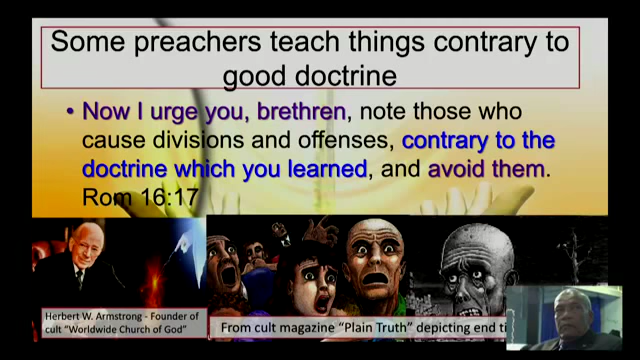 Some preachers teach things contrary to
good doctrine
• Now I urge you, brethren, note those who
cause divisions and offenses, contrary to the
doctrine which you learned, and avoid them.
Rom 16:17
Herbert W. Armstrong - Founder of
cult "Worldwide Church of God"
From cult magazine "Plain Truth" depicting end ti